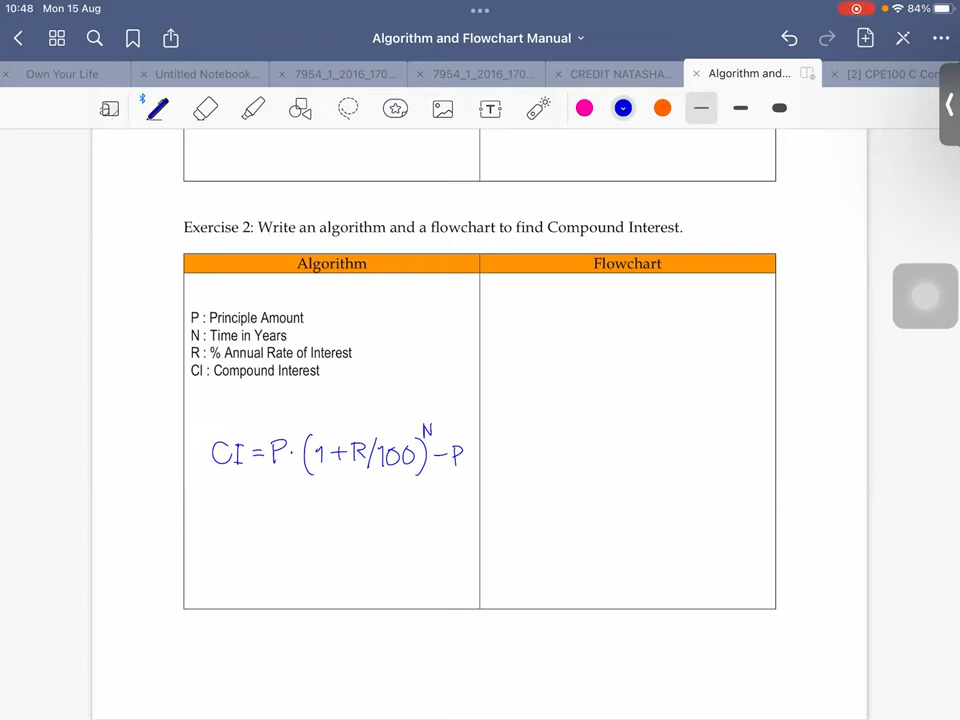 10:48 Mon 15 Aug
84%
Algorithm and Flowchart Manual
Own Your Life
Untitled Notebook...
7954_1_2016_170...
7954_1_2016_170...
CREDIT NATASHA...
Algorithm and...
[2] CPE100 C Con
Exercise 2: Write an algorithm and a flowchart to find Compound Interest.
Algorithm
Flowchart
P : Principle Amount
N : Time in Years
R : % Annual Rate of Interest
CI : Compound Interest
CI = P · (1 + R/100)^N - P